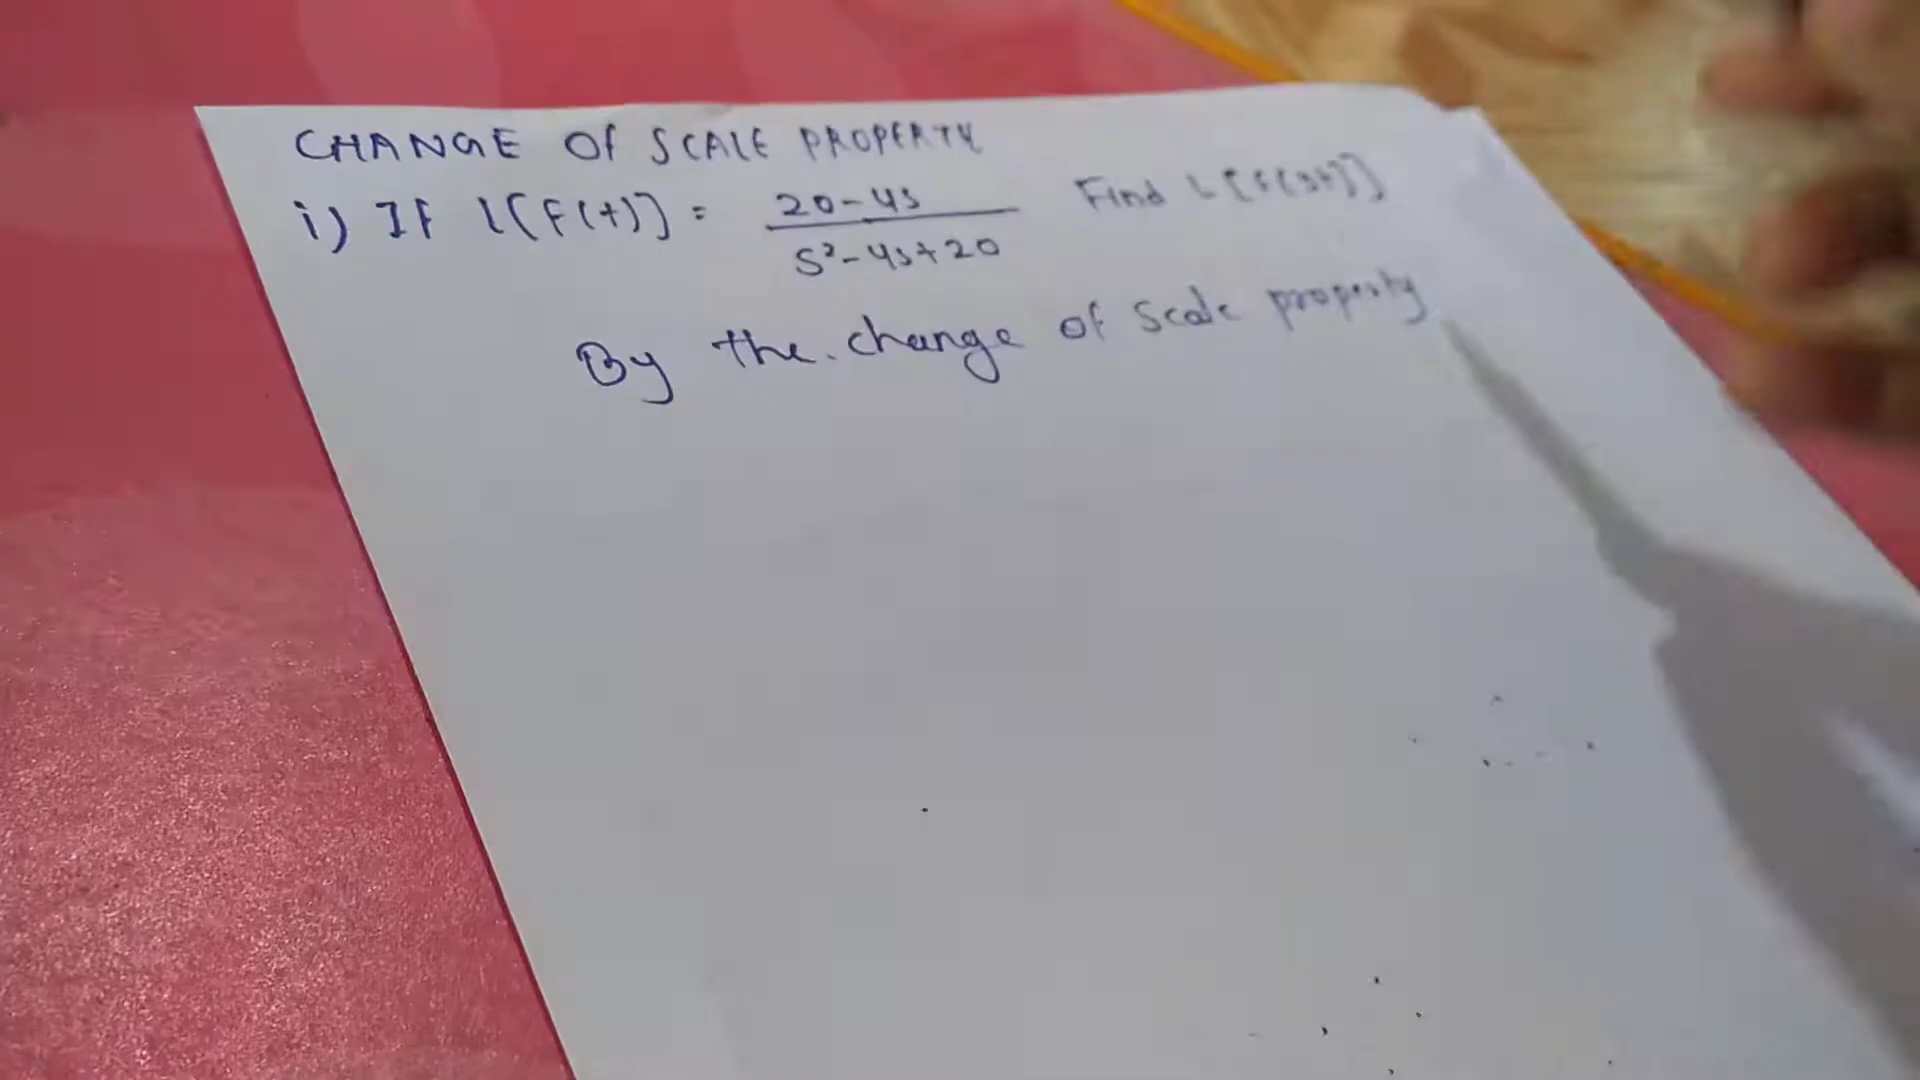 CHANGE OF SCALE PROPERTY
i) If L[F(t)] = 20-4s / s²-4s+20 Find L[F(3t)]
By the change of scale property